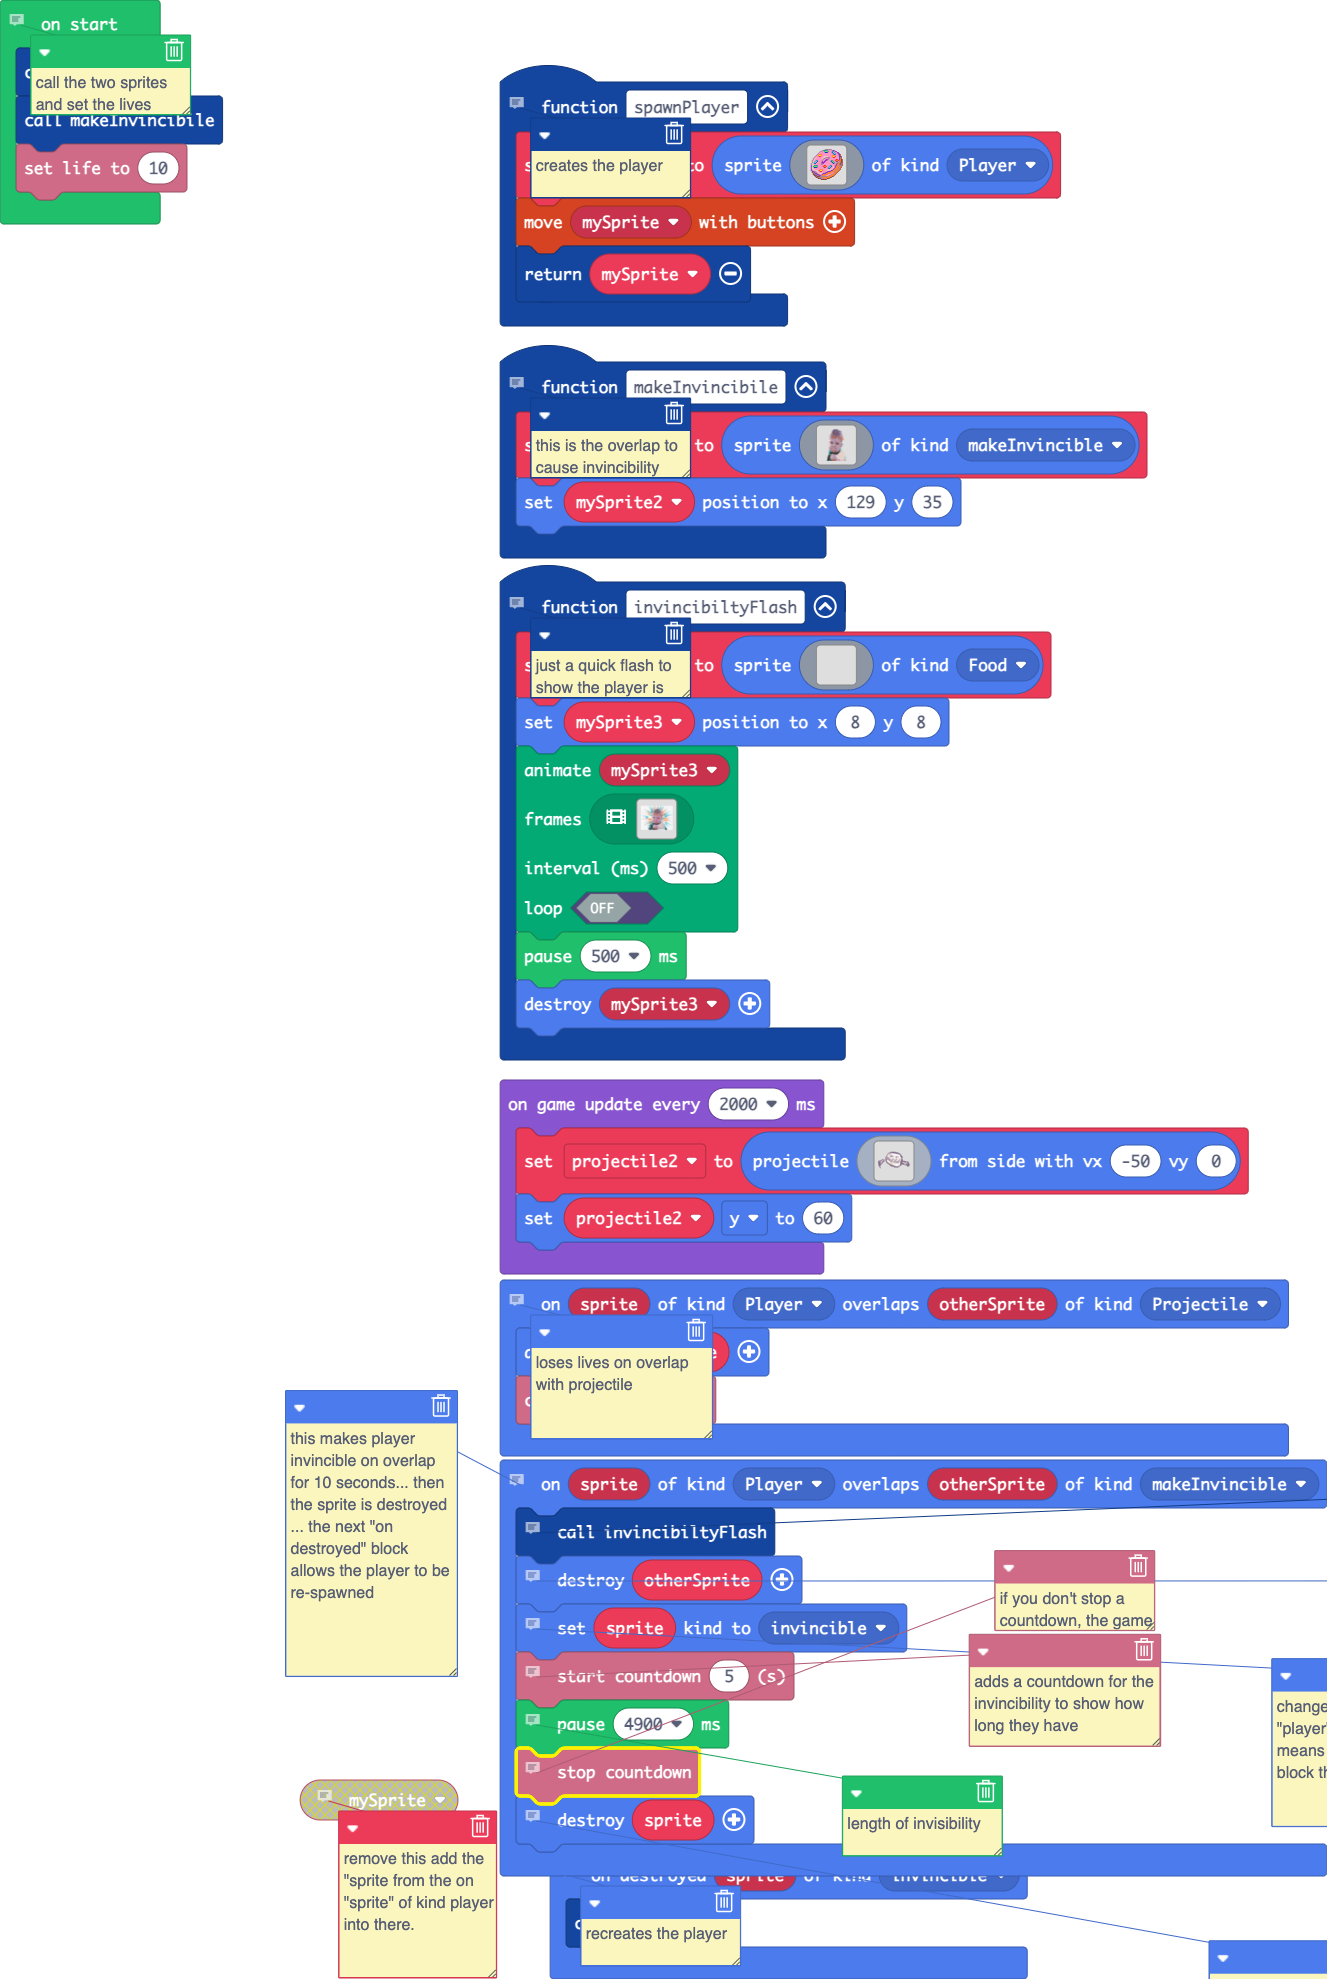 on start
call the two sprites
and set the lives
call makeInvincibile
set life to 10
function spawnPlayer
creates the player
to sprite of kind Player
move mySprite with buttons
return mySprite
function makeInvincibile
this is the overlap to
cause invincibility
to sprite of kind makeInvincible
set mySprite2 position to x 129 y 35
function invincibiltyFlash
just a quick flash to
show the player is
to sprite of kind Food
set mySprite3 position to x 8 y 8
animate mySprite3
frames
interval (ms) 500
loop OFF
pause 500 ms
destroy mySprite3
on game update every 2000 ms
set projectile2 to projectile from side with vx -50 vy 0
set projectile2 y to 60
on sprite of kind Player overlaps otherSprite of kind Projectile
loses lives on overlap
with projectile
this makes player
invincible on overlap
for 10 seconds... then
the sprite is destroyed
... the next "on
destroyed" block
allows the player to be
re-spawned
on sprite of kind Player overlaps otherSprite of kind makeInvincible
call invincibiltyFlash
destroy otherSprite
set sprite kind to invincible
start countdown 5 (s)
pause 4900 ms
stop countdown
destroy sprite
if you don't stop a
countdown, the game
adds a countdown for the
invincibility to show how
long they have
change
"player"
means
block th
length of invisibility
mySprite
remove this add the
"sprite from the on
"sprite" of kind player
into there.
on destroyed sprite of kind invincible
recreates the player